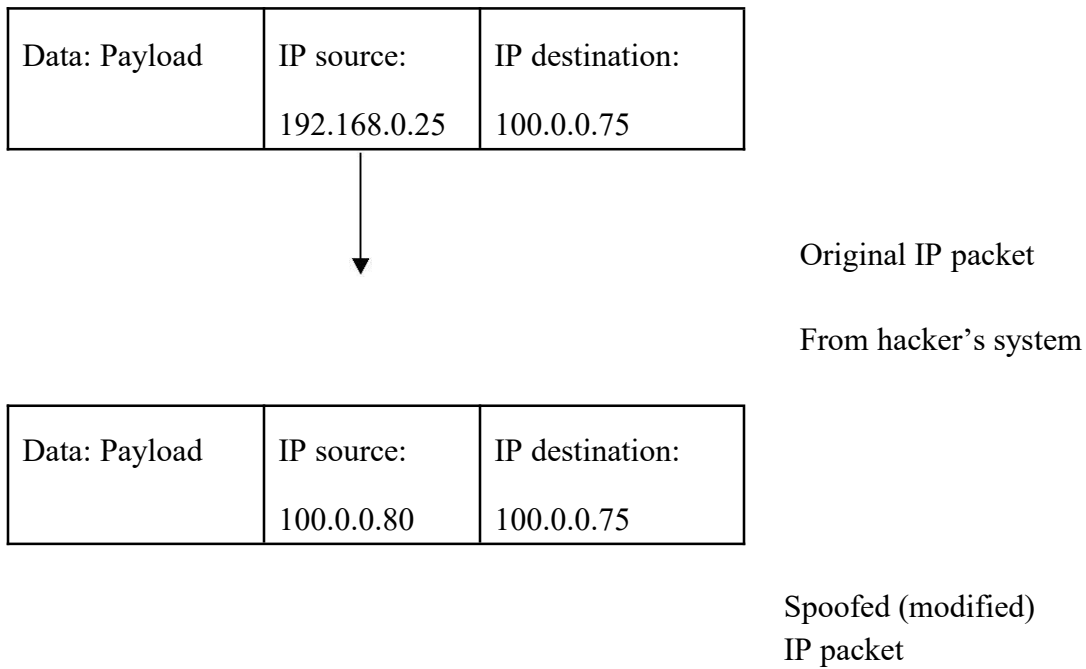 Data: Payload
IP source:
192.168.0.25
IP destination:
100.0.0.75
Original IP packet
From hacker’s system
Data: Payload
IP source:
100.0.0.80
IP destination:
100.0.0.75
Spoofed (modified)
IP packet